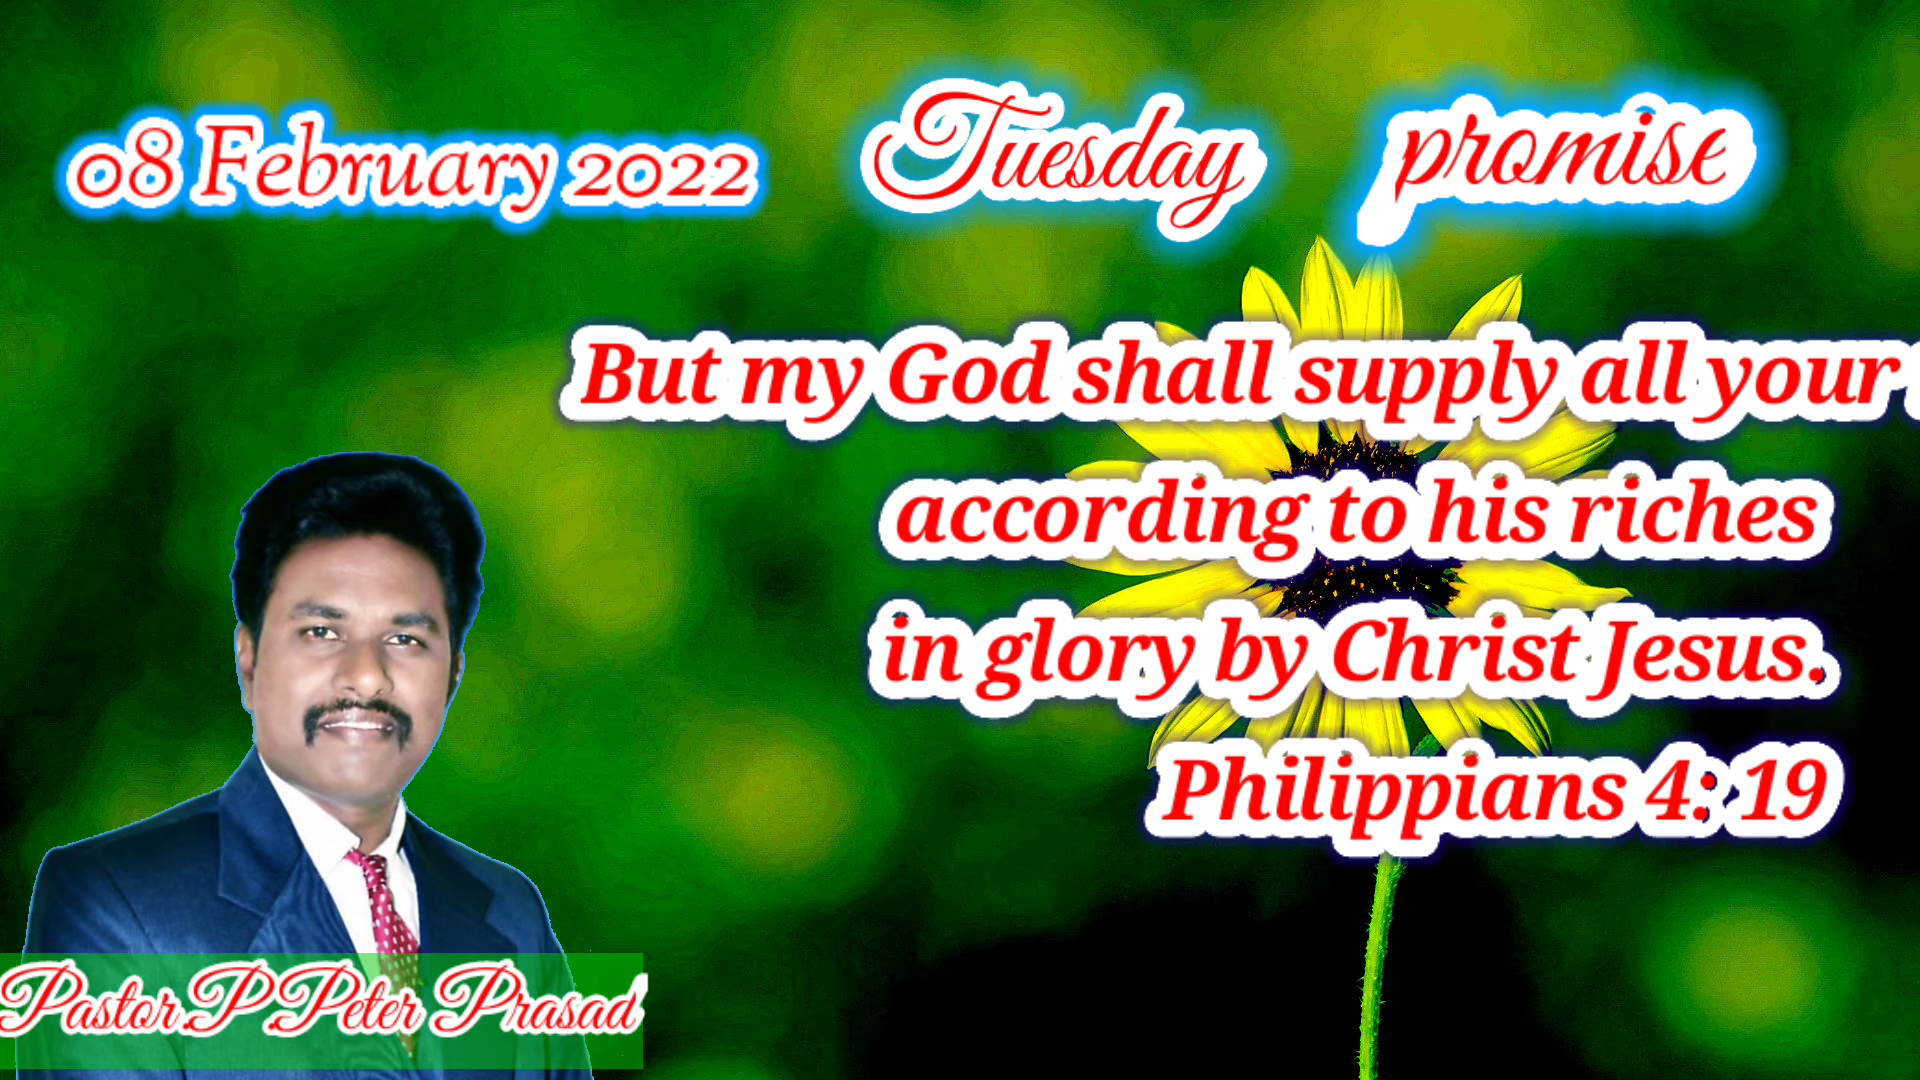 08 February 2022 Tuesday promise
But my God shall supply all your
according to his riches
in glory by Christ Jesus.
Philippians 4: 19
Pastor.P.Peter Prasad